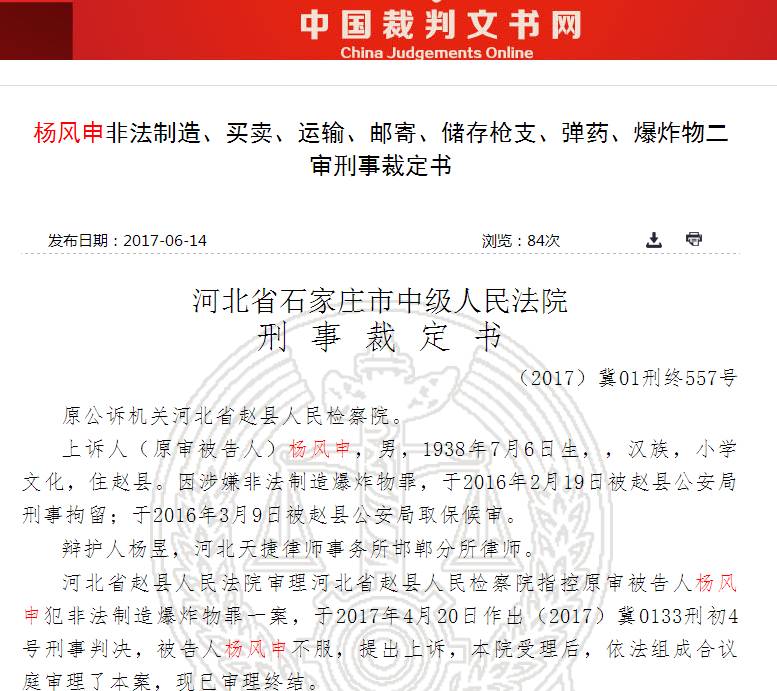 中国裁判文书网
China Judgements Online
杨风申非法制造、买卖、运输、邮寄、储存枪支、弹药、爆炸物二
审刑事裁定书
发布日期：2017-06-14 浏览：84次
河北省石家庄市中级人民法院
刑事裁定书
（2017）冀01刑终557号
原公诉机关河北省赵县人民检察院。
上诉人（原审被告人）杨风申，男，1938年7月6日生，，汉族，小学
文化，住赵县。因涉嫌非法制造爆炸物罪，于2016年2月19日被赵县公安局
刑事拘留；于2016年3月9日被赵县公安局取保候审。
辩护人杨昱，河北天捷律师事务所邯郸分所律师。
河北省赵县人民法院审理河北省赵县人民检察院指控原审被告人杨风
申犯非法制造爆炸物罪一案，于2017年4月20日作出（2017）冀0133刑初4
号刑事判决，被告人杨风申不服，提出上诉，本院受理后，依法组成合议
庭审理了本案，现已审理终结。